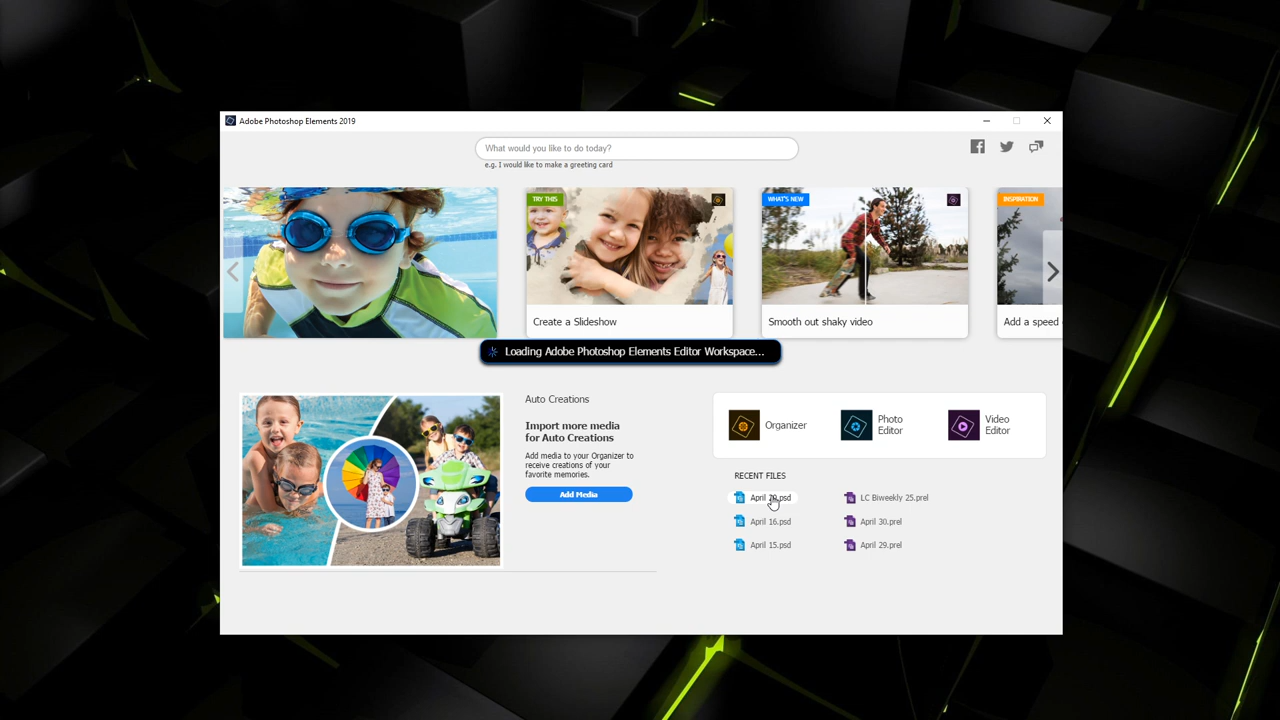 Adobe Photoshop Elements 2019
What would you like to do today?
e.g. I would like to make a greeting card
TRY THIS
Create a Slideshow
WHAT'S NEW
Smooth out shaky video
INSPIRATION
Add a speed
Loading Adobe Photoshop Elements Editor Workspace...
Auto Creations
Import more media
for Auto Creations
Add media to your Organizer to
receive creations of your
favorite memories.
Add Media
Organizer
Photo
Editor
Video
Editor
RECENT FILES
April .psd
LC Biweekly 25.prel
April 16.psd
April 30.prel
April 15.psd
April 29.prel